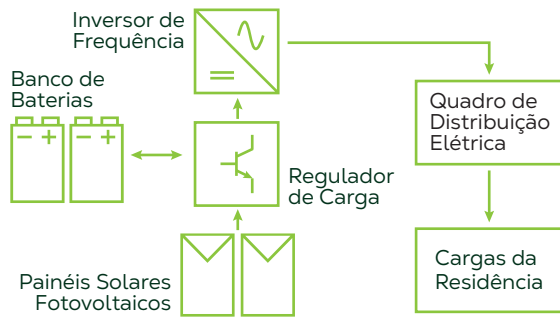 Inversor de
Frequência
Banco de
Baterias
Quadro de
Distribuição
Elétrica
Regulador
de Carga
Painéis Solares
Fotovoltaicos
Cargas da
Residência